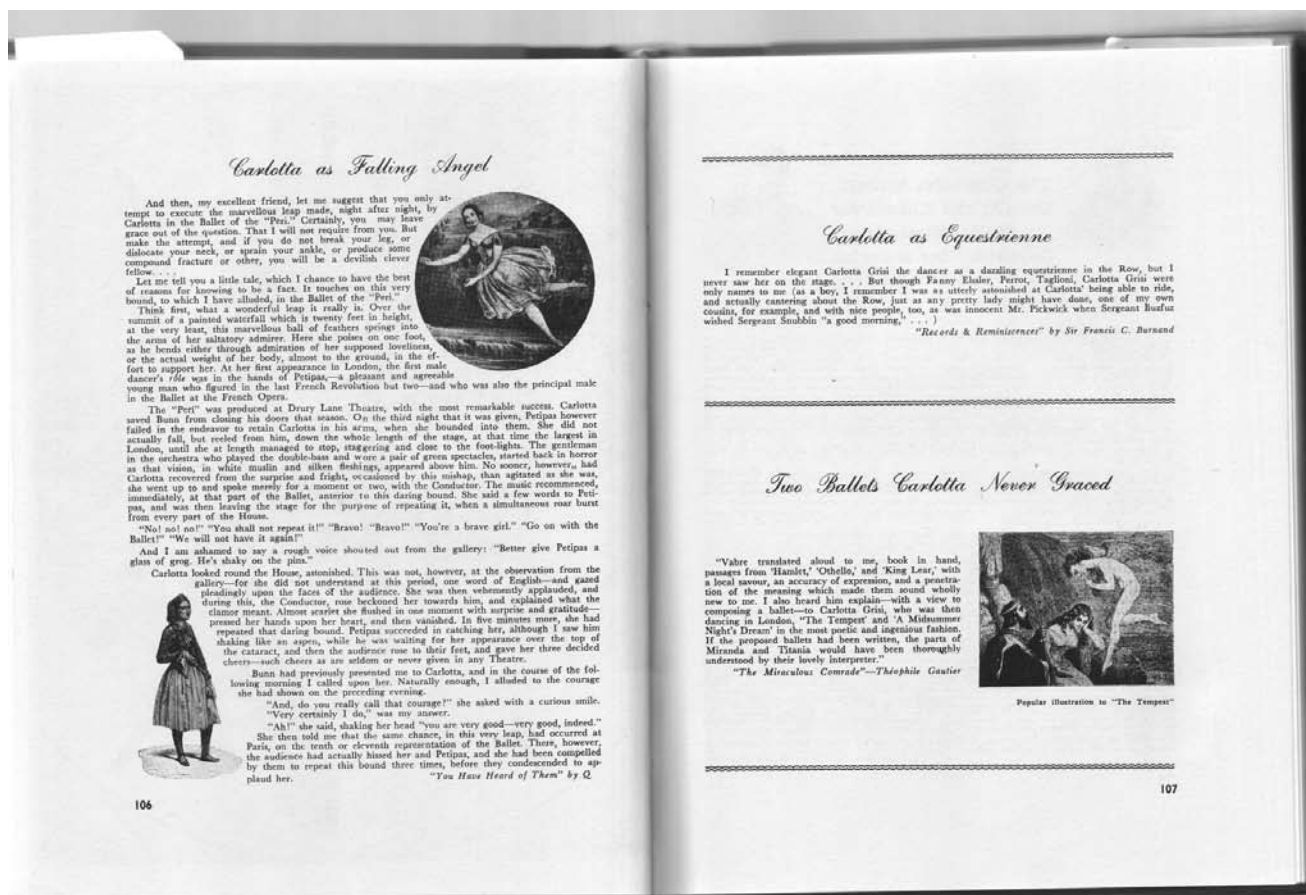 Carlotta as Falling Angel
And then, my excellent friend, let me suggest that you only at-
tempt to execute the marvellous leap made, night after night, by
Carlotta in the Ballet of the "Peri." Certainly, you may leave
grace out of the question. That I will not require from you. But
make the attempt, and if you do not break your leg, or
dislocate your neck, or sprain your ankle, or produce some
compound fracture or other, you will be a devilish clever
fellow. . . .
Let me tell you a little tale, which I chance to have the best
of reasons for knowing to be a fact. It touches on this very
bound, to which I have alluded, in the Ballet of the "Peri."
Think first, what a wonderful leap it really is. Over the
summit of a painted waterfall which is twenty feet in height,
at the very least, this marvellous ball of feathers springs into
the arms of her saltatory admirer. Here she poises on one foot,
as he bends either through admiration of her supposed loveliness,
or the actual weight of her body, almost to the ground, in the ef-
fort to support her. At her first appearance in London, the first male
dancer's rôle was in the hands of Petipas,—a pleasant and agreeable
young man who figured in the last French Revolution but two—and who was also the principal male
in the Ballet at the French Opera.
The "Peri" was produced at Drury Lane Theatre, with the most remarkable success. Carlotta
saved Bunn from closing his doors that season. On the third night that it was given, Petipas however
failed in the endeavor to retain Carlotta in his arms, when she bounded into them. She did not
actually fall, but reeled from him, down the whole length of the stage, at that time the largest in
London, until she at length managed to stop, staggering and close to the foot-lights. The gentleman
in the orchestra who played the double-bass and wore a pair of green spectacles, started back in horror
as that vision, in white muslin and silken fleshings, appeared above him. No sooner, however, had
Carlotta recovered from the surprise and fright, occasioned by this mishap, than agitated as she was,
she went up to and spoke merely for a moment or two, with the Conductor. The music recommenced,
immediately, at that part of the Ballet, anterior to this daring bound. She said a few words to Peti-
pas, and was then leaving the stage for the purpose of repeating it, when a simultaneous roar burst
from every part of the House.
"No! no! no!" "You shall not repeat it!" "Bravo! "Bravo!" "You're a brave girl." "Go on with the
Ballet!" "We will not have it again!"
And I am ashamed to say a rough voice shouted out from the gallery: "Better give Petipas a
glass of grog. He's shaky on the pins."
Carlotta looked round the House, astonished. This was not, however, at the observation from the
gallery—for she did not understand at this period, one word of English—and gazed
pleadingly upon the faces of the audience. She was then vehemently applauded, and
during this, the Conductor, rose beckoned her towards him, and explained what the
clamor meant. Almost scarlet she flushed in one moment with surprise and gratitude—
pressed her hands upon her heart, and then vanished. In five minutes more, she had
repeated that daring bound. Petipas succeeded in catching her, although I saw him
shaking like an aspen, while he was waiting for her appearance over the top of
the cataract, and then the audience rose to their feet, and gave her three decided
cheers—such cheers as are seldom or never given in any Theatre.
Bunn had previously presented me to Carlotta, and in the course of the fol-
lowing morning I called upon her. Naturally enough, I alluded to the courage
she had shown on the preceding evening.
"And, do you really call that courage?" she asked with a curious smile.
"Very certainly I do," was my answer.
"Ah!" she said, shaking her head "you are very good—very good, indeed."
She then told me that the same chance, in this very leap, had occurred at
Paris, on the tenth or eleventh representation of the Ballet. There, however,
the audience had actually hissed her and Petipas, and she had been compelled
by them to repeat this bound three times, before they condescended to ap-
plaud her. "You Have Heard of Them" by Q
106
Carlotta as Equestrienne
I remember elegant Carlotta Grisi the dancer as a dazzling equestrienne in the Row, but I
never saw her on the stage. . . . But though Fanny Elssler, Perrot, Taglioni, Carlotta Grisi were
only names to me (as a boy, I remember I was as utterly astonished at Carlotta' being able to ride,
and actually cantering about the Row, just as any pretty lady might have done, one of my own
cousins, for example, and with nice people, too, as was innocent Mr. Pickwick when Sergeant Buzfuz
wished Sergeant Snubbin "a good morning," . . . )
"Records & Reminiscences" by Sir Francis C. Burnand
Two Ballets Carlotta Never Graced
"Vabre translated aloud to me, book in hand,
passages from 'Hamlet,' 'Othello,' and 'King Lear,' with
a local savour, an accuracy of expression, and a penetra-
tion of the meaning which made them sound wholly
new to me. I also heard him explain—with a view to
composing a ballet—to Carlotta Grisi, who was then
dancing in London, 'The Tempest' and 'A Midsummer
Night's Dream' in the most poetic and ingenious fashion.
If the proposed ballets had been written, the parts of
Miranda and Titania would have been thoroughly
understood by their lovely interpreter."
"The Miraculous Comrade"—Théophile Gautier
Popular illustration to "The Tempest"
107